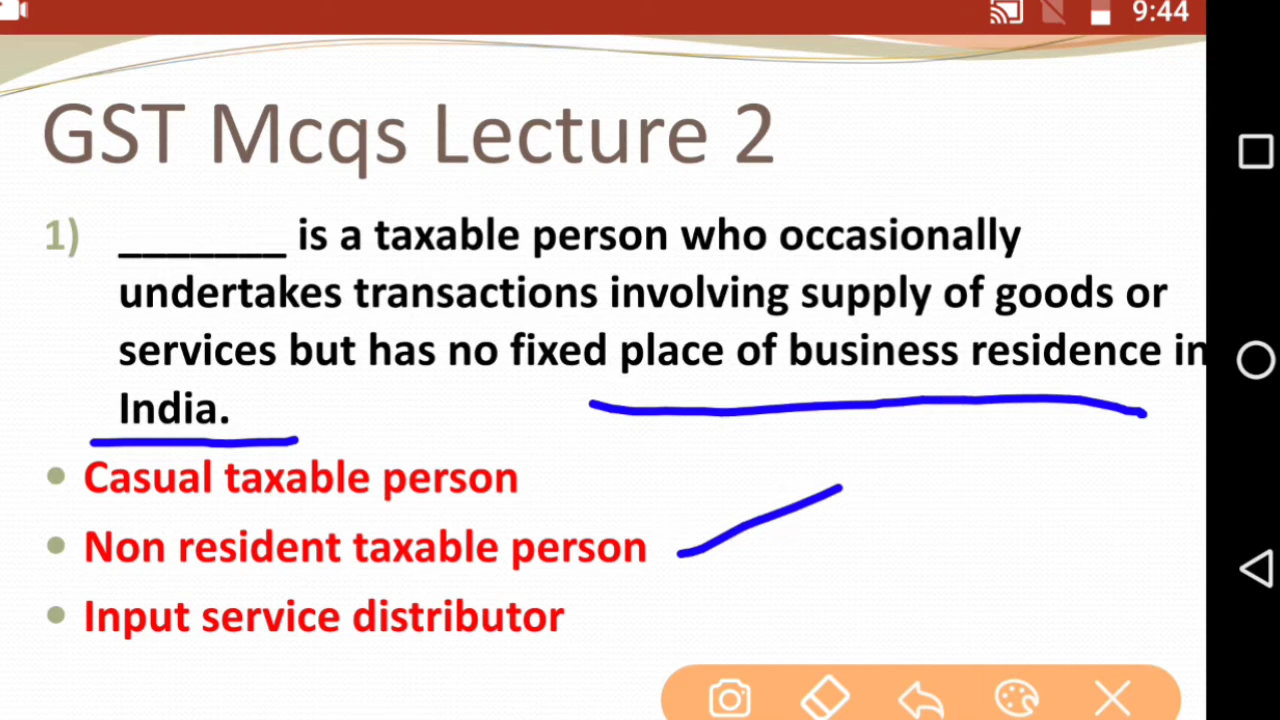 9:44
GST Mcqs Lecture 2
1) _______ is a taxable person who occasionally
undertakes transactions involving supply of goods or
services but has no fixed place of business residence in
India.
• Casual taxable person
• Non resident taxable person
• Input service distributor